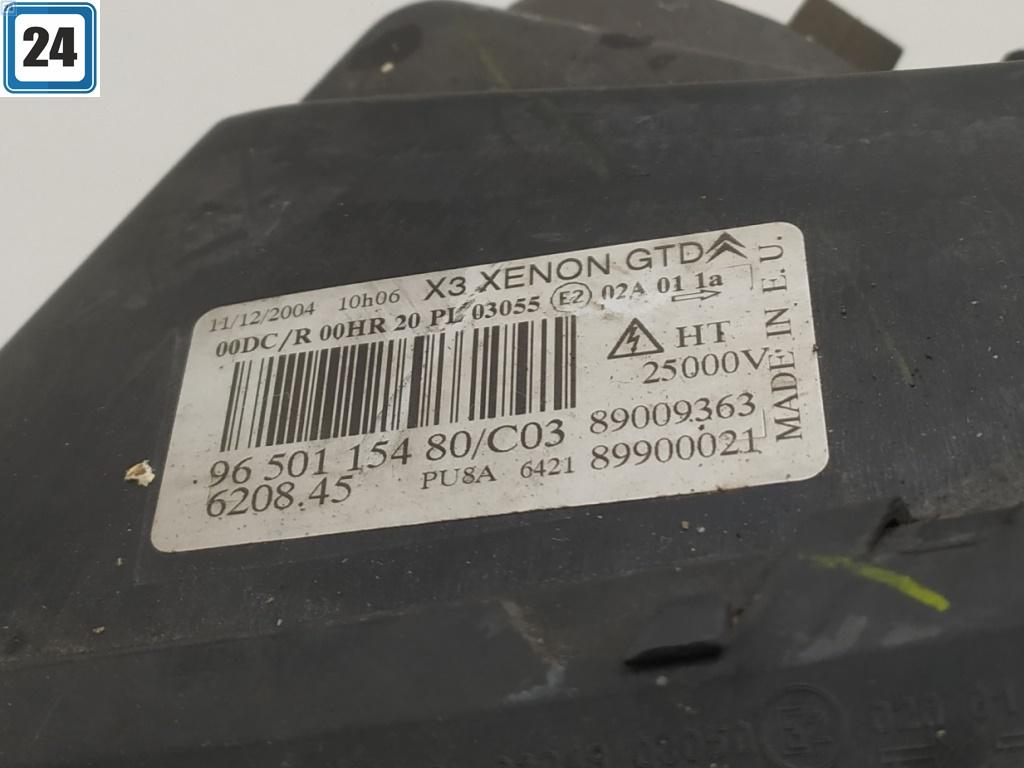 24
11/12/2004 10h06 X3 XENON GTD
00DC/R 00HR 20 PL 03055 E2 02A 01 1a
HT
25000V
96 501 154 80/C03 89009363
6208.45 PU8A 6421 89900021
MADE IN E.U.